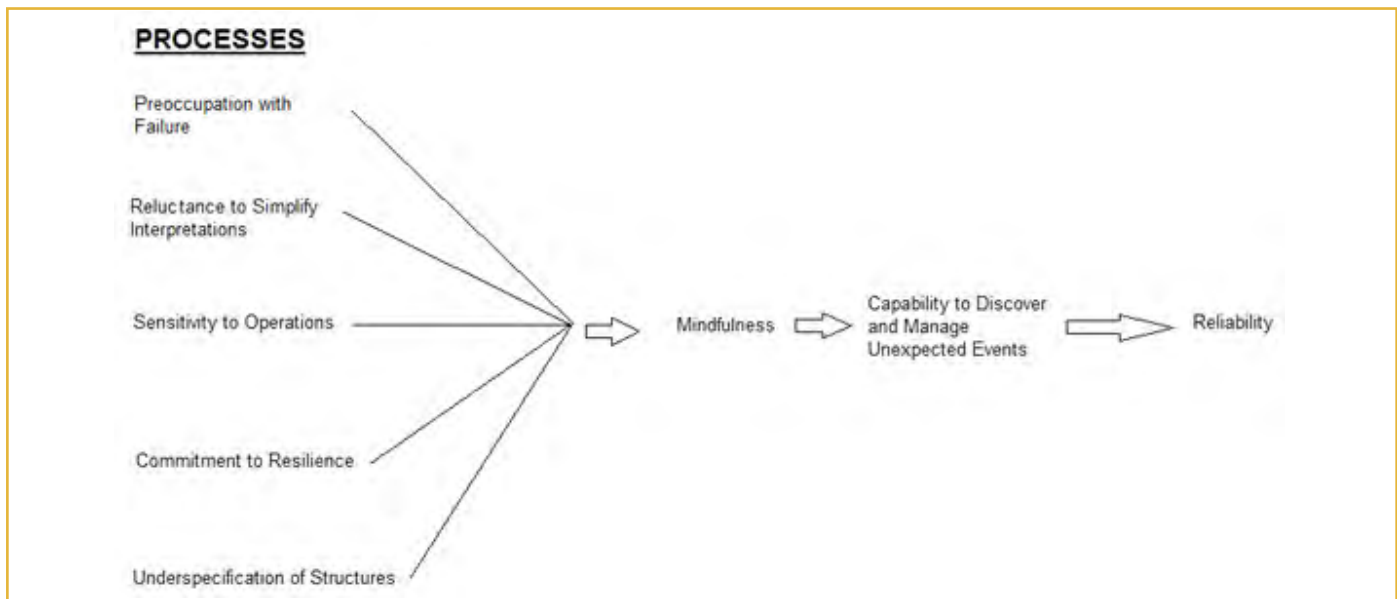 PROCESSES
Preoccupation with
Failure
Reluctance to Simplify
Interpretations
Sensitivity to Operations
Commitment to Resilience
Underspecification of Structures
Mindfulness
Capability to Discover
and Manage
Unexpected Events
Reliability